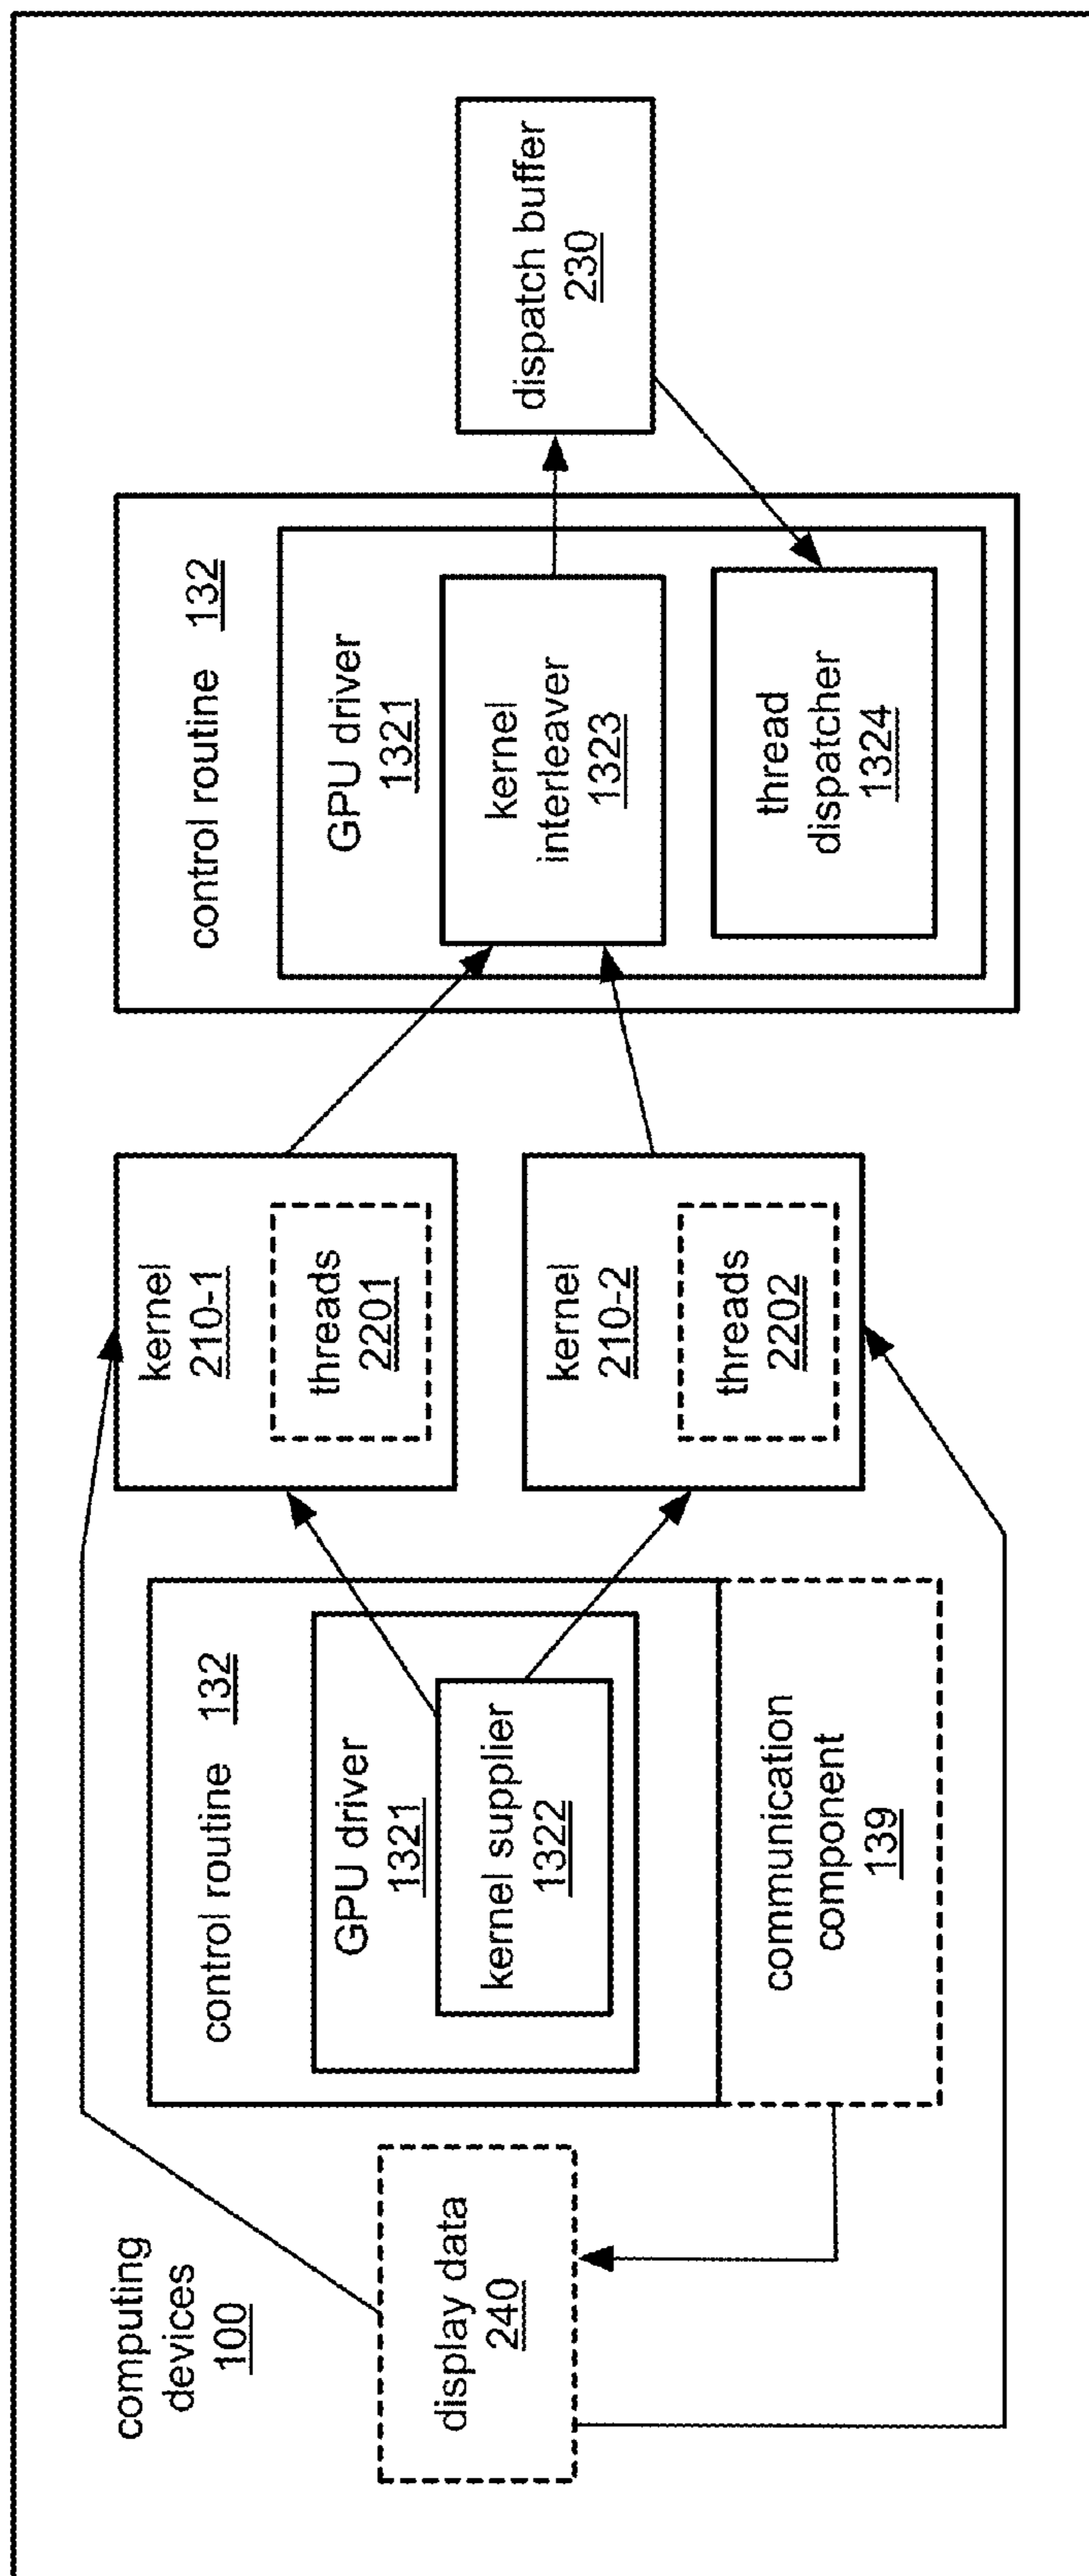 computing
devices
100
display data
240
control routine 132
GPU driver
1321
kernel supplier
1322
communication
component
139
kernel
210-1
threads
2201
kernel
210-2
threads
2202
control routine 132
GPU driver
1321
kernel
interleaver
1323
thread
dispatcher
1324
dispatch buffer
230